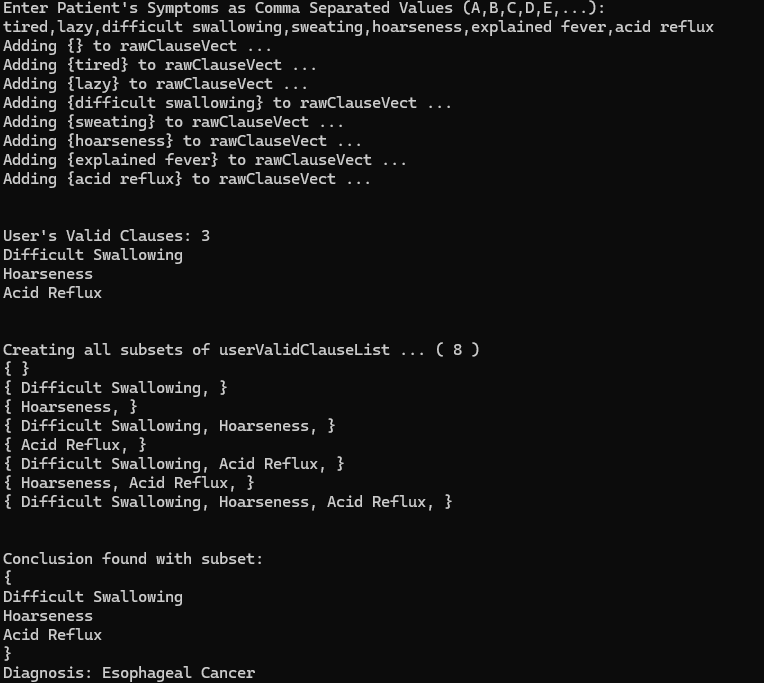 Enter Patient's Symptoms as Comma Separated Values (A,B,C,D,E,...):
tired,lazy,difficult swallowing,sweating,hoarseness,explained fever,acid reflux
Adding {} to rawClauseVect ...
Adding {tired} to rawClauseVect ...
Adding {lazy} to rawClauseVect ...
Adding {difficult swallowing} to rawClauseVect ...
Adding {sweating} to rawClauseVect ...
Adding {hoarseness} to rawClauseVect ...
Adding {explained fever} to rawClauseVect ...
Adding {acid reflux} to rawClauseVect ...
User's Valid Clauses: 3
Difficult Swallowing
Hoarseness
Acid Reflux
Creating all subsets of userValidClauseList ... ( 8 )
{ }
{ Difficult Swallowing, }
{ Hoarseness, }
{ Difficult Swallowing, Hoarseness, }
{ Acid Reflux, }
{ Difficult Swallowing, Acid Reflux, }
{ Hoarseness, Acid Reflux, }
{ Difficult Swallowing, Hoarseness, Acid Reflux, }
Conclusion found with subset:
{
Difficult Swallowing
Hoarseness
Acid Reflux
}
Diagnosis: Esophageal Cancer